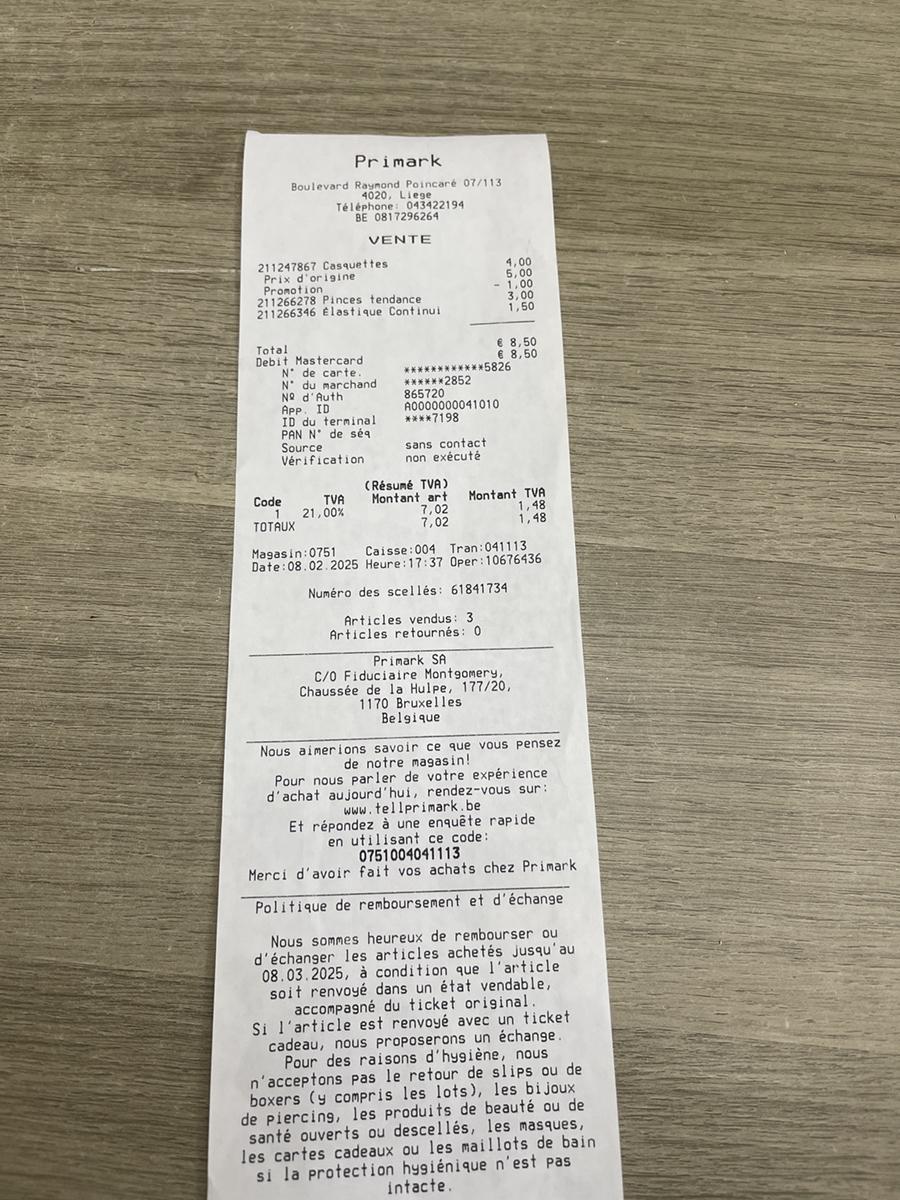 Primark
Boulevard Raymond Poincaré 07/113
4020, Liege
Téléphone: 043422194
BE 0817296264
VENTE
211247867 Casquettes 4,00
Prix d'origine 5,00
Promotion - 1,00
211266278 Pinces tendance 3,00
211266346 Élastique Continui 1,50
Total € 8,50
Debit Mastercard € 8,50
N° de carte. ************5826
N° du marchand ******2852
Nº d'Auth 865720
App. ID A0000000041010
ID du terminal ****7198
PAN N° de séq
Source sans contact
Vérification non exécuté
(Résumé TVA)
Code TVA Montant art Montant TVA
1 21,00% 7,02 1,48
TOTAUX 7,02 1,48
Magasin:0751 Caisse:004 Tran:041113
Date:08.02.2025 Heure:17:37 Oper:10676436
Numéro des scellés: 61841734
Articles vendus: 3
Articles retournés: 0
Primark SA
C/O Fiduciaire Montgomery,
Chaussée de la Hulpe, 177/20,
1170 Bruxelles
Belgique
Nous aimerions savoir ce que vous pensez
de notre magasin!
Pour nous parler de votre expérience
d'achat aujourd'hui, rendez-vous sur:
www.tellprimark.be
Et répondez à une enquête rapide
en utilisant ce code:
0751004041113
Merci d'avoir fait vos achats chez Primark
Politique de remboursement et d'échange
Nous sommes heureux de rembourser ou
d'échanger les articles achetés jusqu'au
08.03.2025, à condition que l'article
soit renvoyé dans un état vendable,
accompagné du ticket original.
Si l'article est renvoyé avec un ticket
cadeau, nous proposerons un échange.
Pour des raisons d'hygiène, nous
n'acceptons pas le retour de slips ou de
boxers (y compris les lots), les bijoux
de piercing, les produits de beauté ou de
santé ouverts ou descellés, les masques,
les cartes cadeaux ou les maillots de bain
si la protection hygiénique n'est pas
intacte.